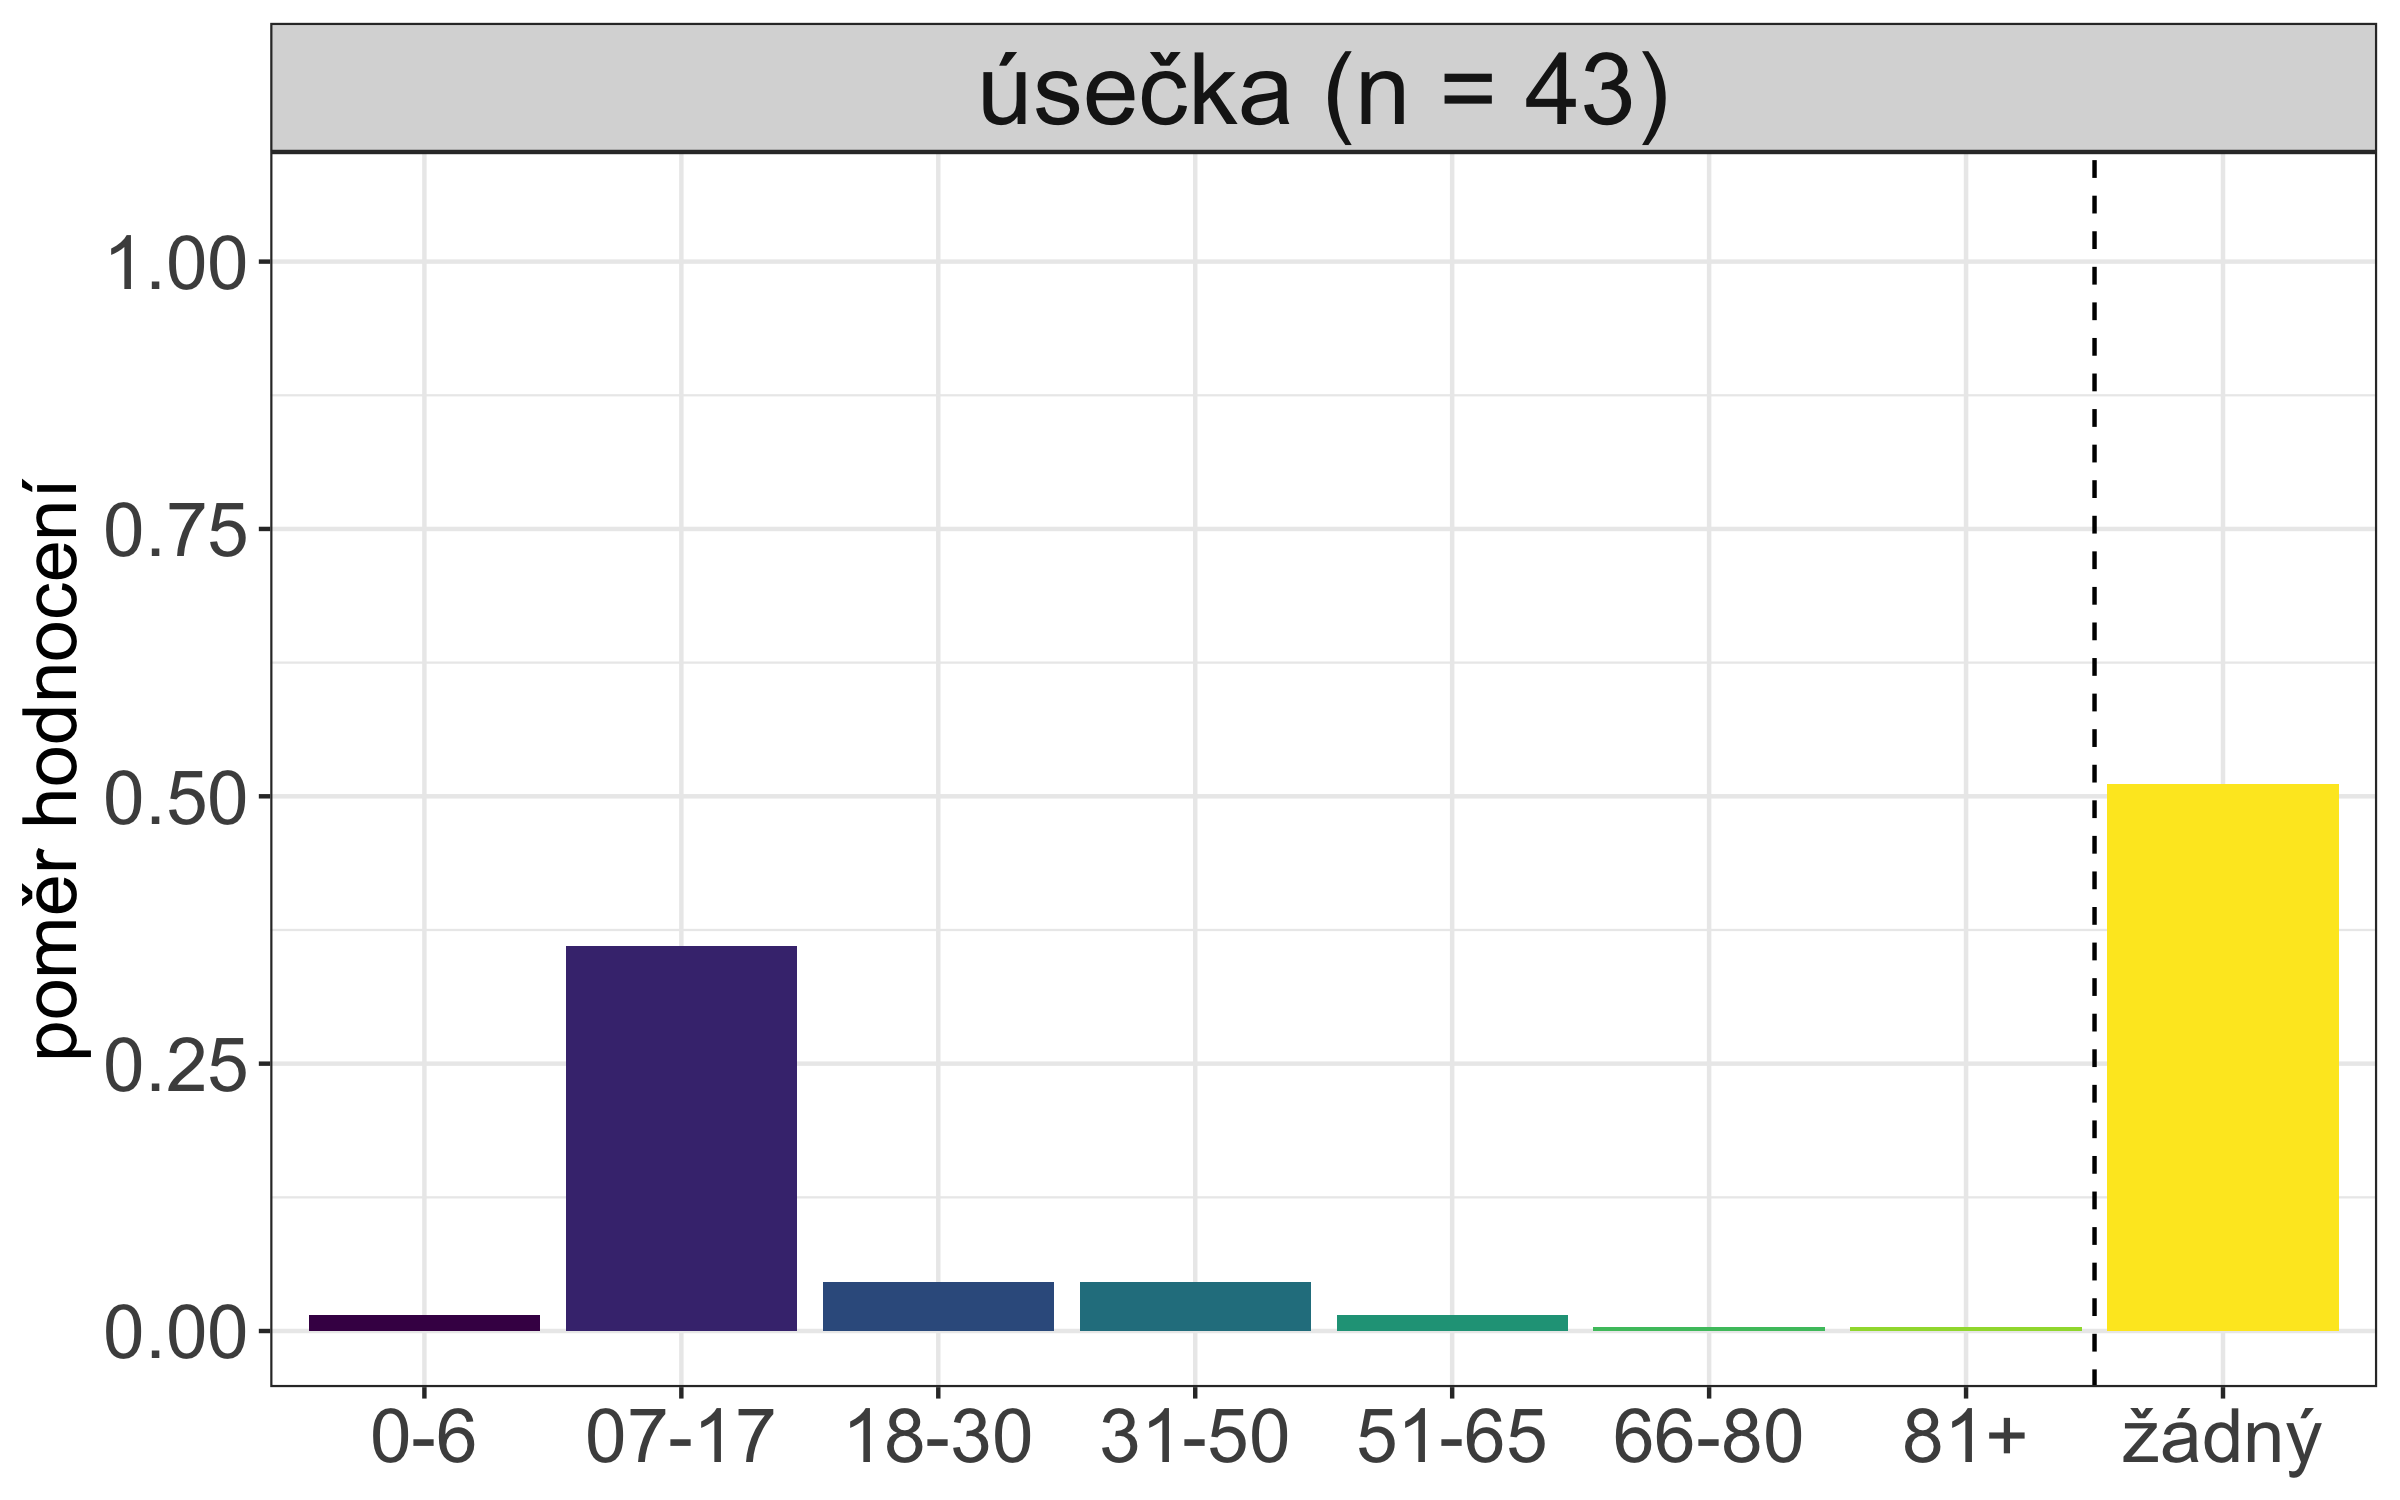 úsečka (n = 43)
poměr hodnocení
1.00
0.75
0.50
0.25
0.00
0-6 07-17 18-30 31-50 51-65 66-80 81+ žádný